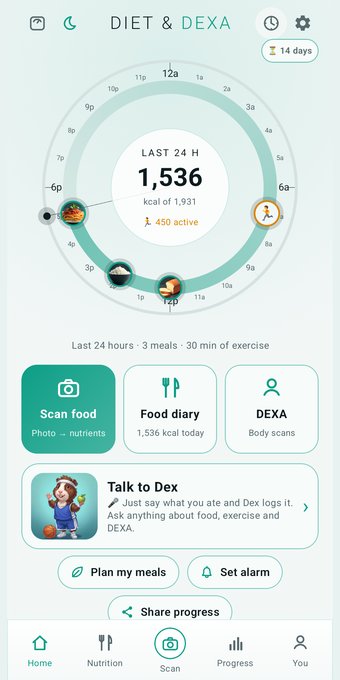 DIET & DEXA
⏳ 14 days
12a
11p
1a
10p
2a
9p
3a
8p
4a
7p
5a
6p
6a
4p
8a
3p
9a
10a
1p
11a
12p
LAST 24 H
1,536
kcal of 1,931
🏃 450 active
Last 24 hours · 3 meals · 30 min of exercise
Scan food
Photo → nutrients
Food diary
1,536 kcal today
DEXA
Body scans
Talk to Dex
🎤 Just say what you ate and Dex logs it.
Ask anything about food, exercise and
DEXA.
Plan my meals
Set alarm
Share progress
Home
Nutrition
Scan
Progress
You